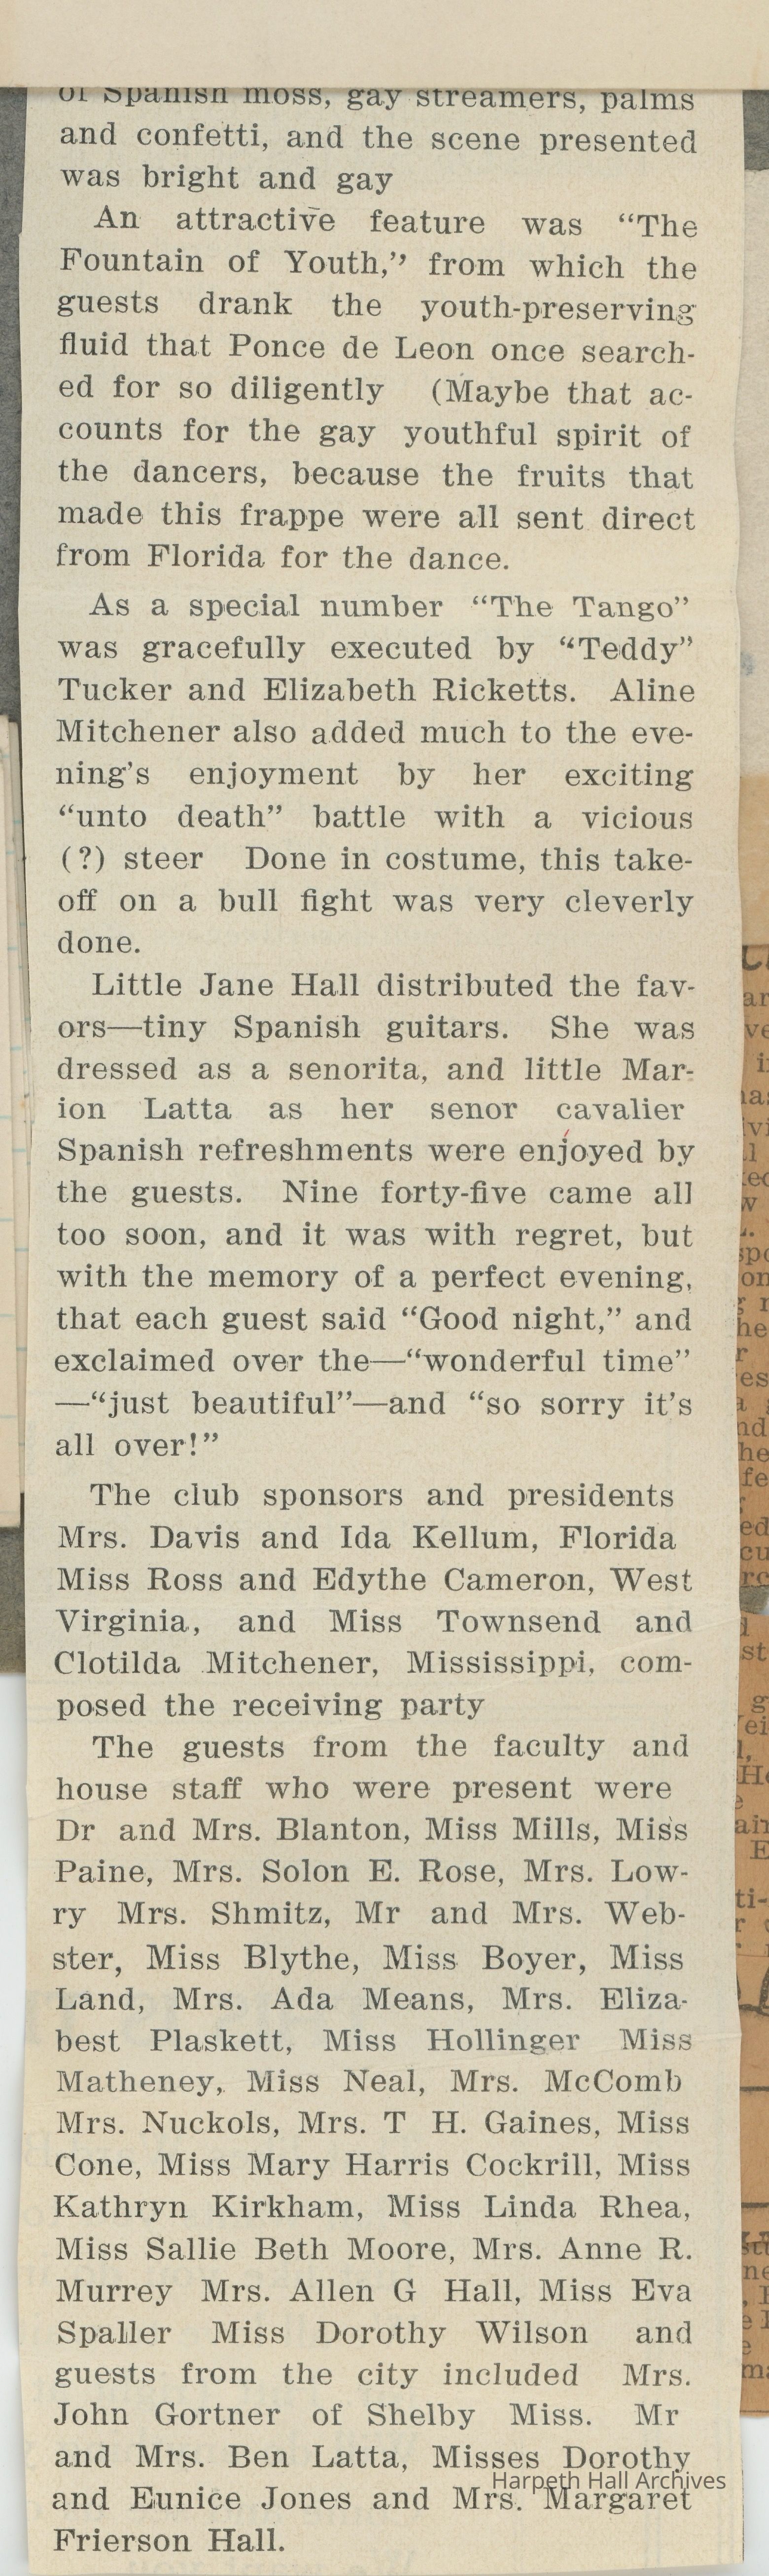 of Spanish moss, gay streamers, palms
and confetti, and the scene presented
was bright and gay
An attractive feature was “The
Fountain of Youth,” from which the
guests drank the youth-preserving
fluid that Ponce de Leon once search-
ed for so diligently (Maybe that ac-
counts for the gay youthful spirit of
the dancers, because the fruits that
made this frappe were all sent direct
from Florida for the dance.
As a special number “The Tango”
was gracefully executed by “Teddy”
Tucker and Elizabeth Ricketts. Aline
Mitchener also added much to the eve-
ning's enjoyment by her exciting
“unto death” battle with a vicious
(?) steer Done in costume, this take-
off on a bull fight was very cleverly
done.
Little Jane Hall distributed the fav-
ors—tiny Spanish guitars. She was
dressed as a senorita, and little Mar-
ion Latta as her senor cavalier
Spanish refreshments were enjoyed by
the guests. Nine forty-five came all
too soon, and it was with regret, but
with the memory of a perfect evening,
that each guest said “Good night,” and
exclaimed over the—“wonderful time”
—“just beautiful”—and “so sorry it's
all over!”
The club sponsors and presidents
Mrs. Davis and Ida Kellum, Florida
Miss Ross and Edythe Cameron, West
Virginia, and Miss Townsend and
Clotilda Mitchener, Mississippi, com-
posed the receiving party
The guests from the faculty and
house staff who were present were
Dr and Mrs. Blanton, Miss Mills, Miss
Paine, Mrs. Solon E. Rose, Mrs. Low-
ry Mrs. Shmitz, Mr and Mrs. Web-
ster, Miss Blythe, Miss Boyer, Miss
Land, Mrs. Ada Means, Mrs. Eliza-
best Plaskett, Miss Hollinger Miss
Matheney, Miss Neal, Mrs. McComb
Mrs. Nuckols, Mrs. T H. Gaines, Miss
Cone, Miss Mary Harris Cockrill, Miss
Kathryn Kirkham, Miss Linda Rhea,
Miss Sallie Beth Moore, Mrs. Anne R.
Murrey Mrs. Allen G Hall, Miss Eva
Spaller Miss Dorothy Wilson and
guests from the city included Mrs.
John Gortner of Shelby Miss. Mr
and Mrs. Ben Latta, Misses Dorothy
and Eunice Jones and Mrs. Margaret
Frierson Hall.
Harpeth Hall Archives